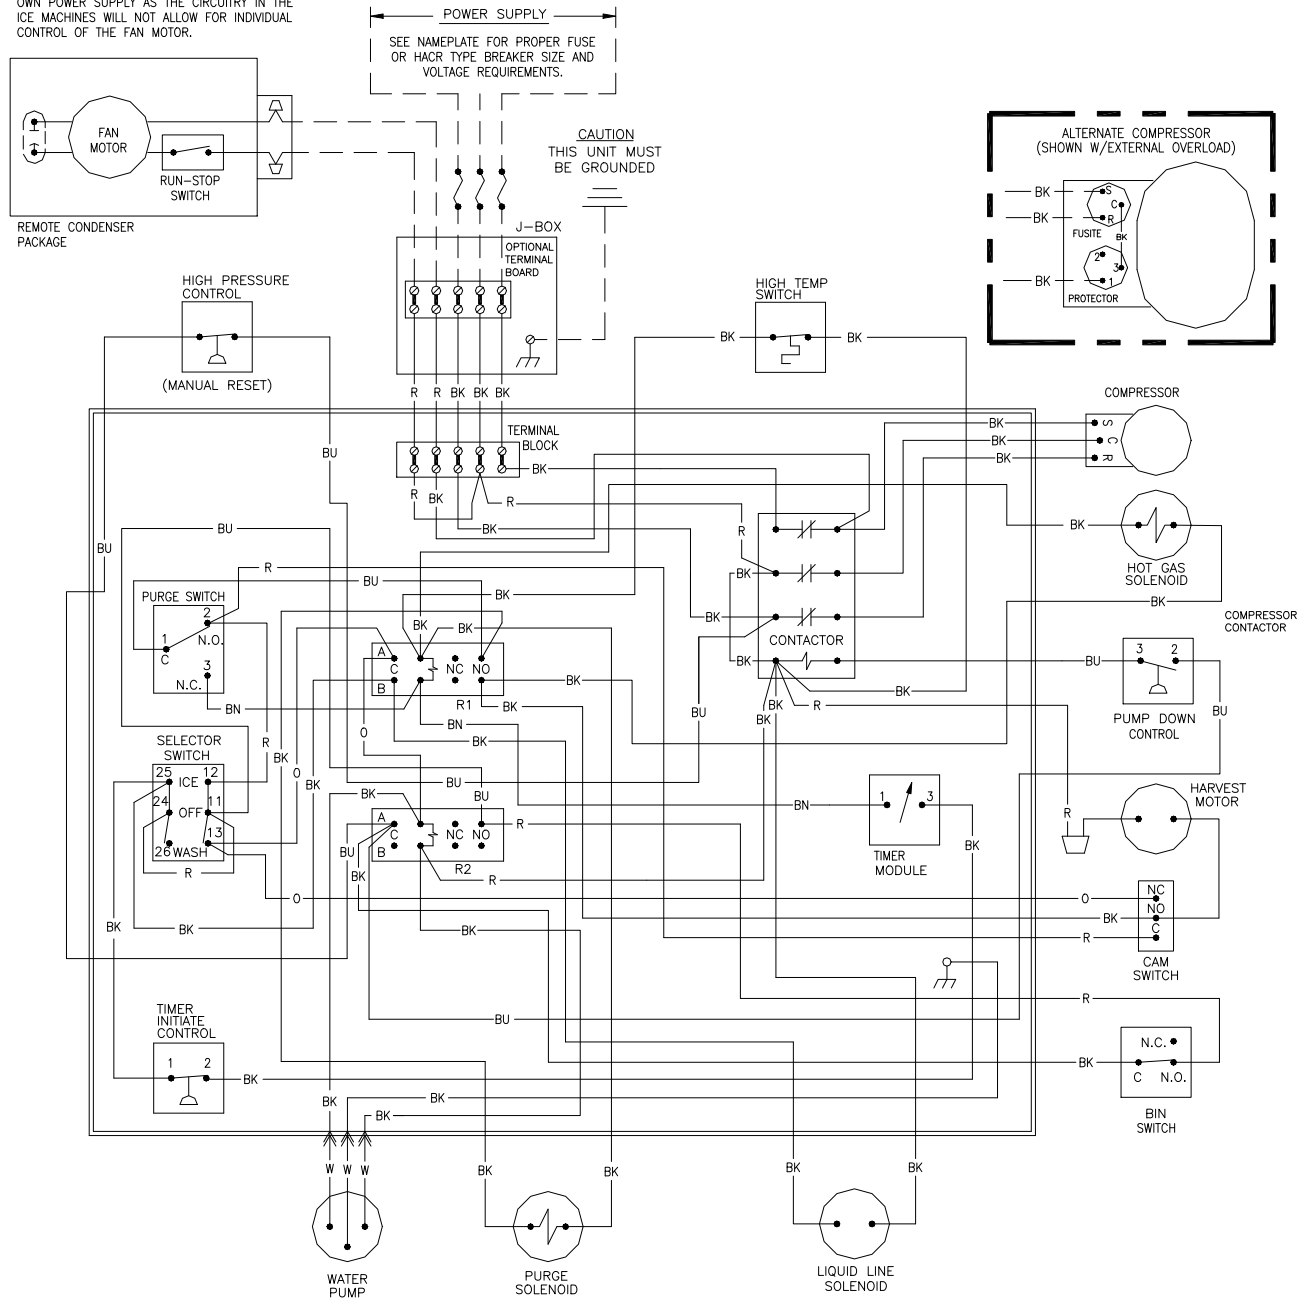 OWN POWER SUPPLY AS THE CIRCUITRY IN THE
ICE MACHINES WILL NOT ALLOW FOR INDIVIDUAL
CONTROL OF THE FAN MOTOR.
POWER SUPPLY
SEE NAMEPLATE FOR PROPER FUSE
OR HACR TYPE BREAKER SIZE AND
VOLTAGE REQUIREMENTS.
FAN
MOTOR
RUN-STOP
SWITCH
REMOTE CONDENSER
PACKAGE
CAUTION
THIS UNIT MUST
BE GROUNDED
J-BOX
OPTIONAL
TERMINAL
BOARD
ALTERNATE COMPRESSOR
(SHOWN W/EXTERNAL OVERLOAD)
BK
S
C
BK
R
FUSITE
BK
2
3
BK
1
PROTECTOR
HIGH PRESSURE
CONTROL
(MANUAL RESET)
HIGH TEMP
SWITCH
BK
BK
R R BK BK BK
COMPRESSOR
S
C
R
BK
BK
BK
TERMINAL
BLOCK
BU
BK
R
BK
R
BK
BU
BU
R
BK
HOT GAS
SOLENOID
BK
R
BU
BK
BK
PURGE SWITCH
2
N.O.
1
C
3
N.C.
BK
BK
BK
CONTACTOR
COMPRESSOR
CONTACTOR
A
C
NC
NO
B
R1
BK
BK
BU
3
2
PUMP DOWN
CONTROL
BN
BK
BK
BK
R
BU
BK
BK
BU
BN
O
BK
R
SELECTOR
SWITCH
BK
O
BK
BU
25
ICE
12
24
OFF
11
26
WASH
13
R
BK
BU
A
C
NC
NO
B
R2
R
BU
BK
R
BN
1
3
TIMER
MODULE
BK
R
HARVEST
MOTOR
O
O
NC
BK
NO
R
C
CAM
SWITCH
BK
BK
BK
R
BU
TIMER
INITIATE
CONTROL
1
2
BK
BK
N.C.
C
N.O.
BIN
SWITCH
BK
BK
BK
W W W
BK
BK
BK
BK
WATER
PUMP
PURGE
SOLENOID
LIQUID LINE
SOLENOID